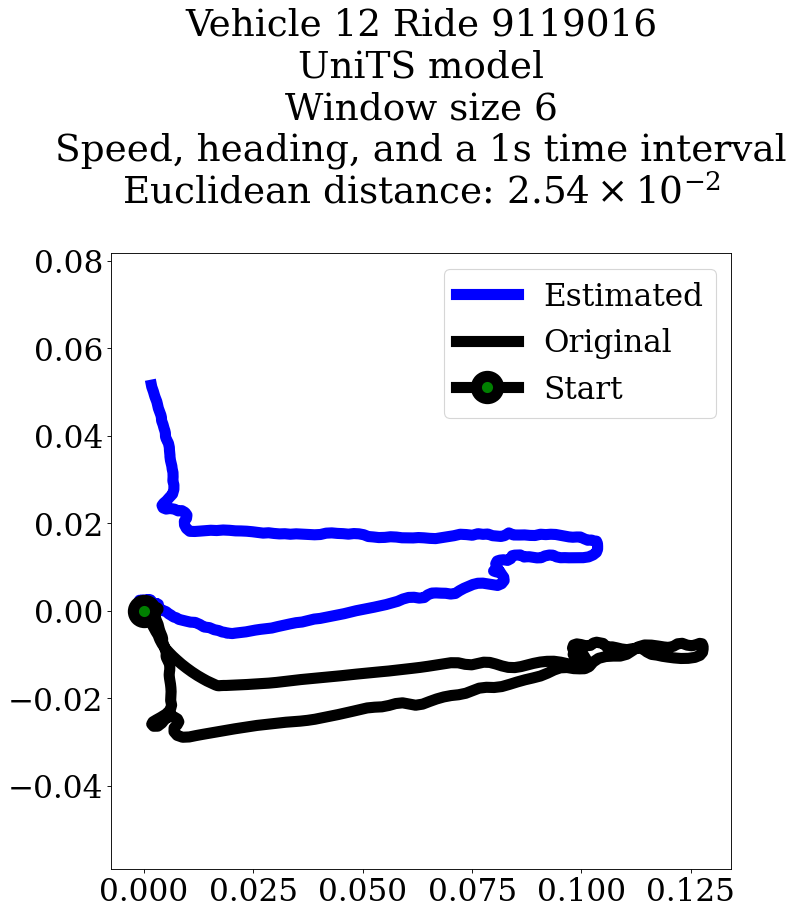 Vehicle 12 Ride 9119016
UniTS model
Window size 6
Speed, heading, and a 1s time interval
Euclidean distance: 2.54 × 10⁻²
Estimated
Original
Start
0.08
0.06
0.04
0.02
0.00
−0.02
−0.04
0.000 0.025 0.050 0.075 0.100 0.125